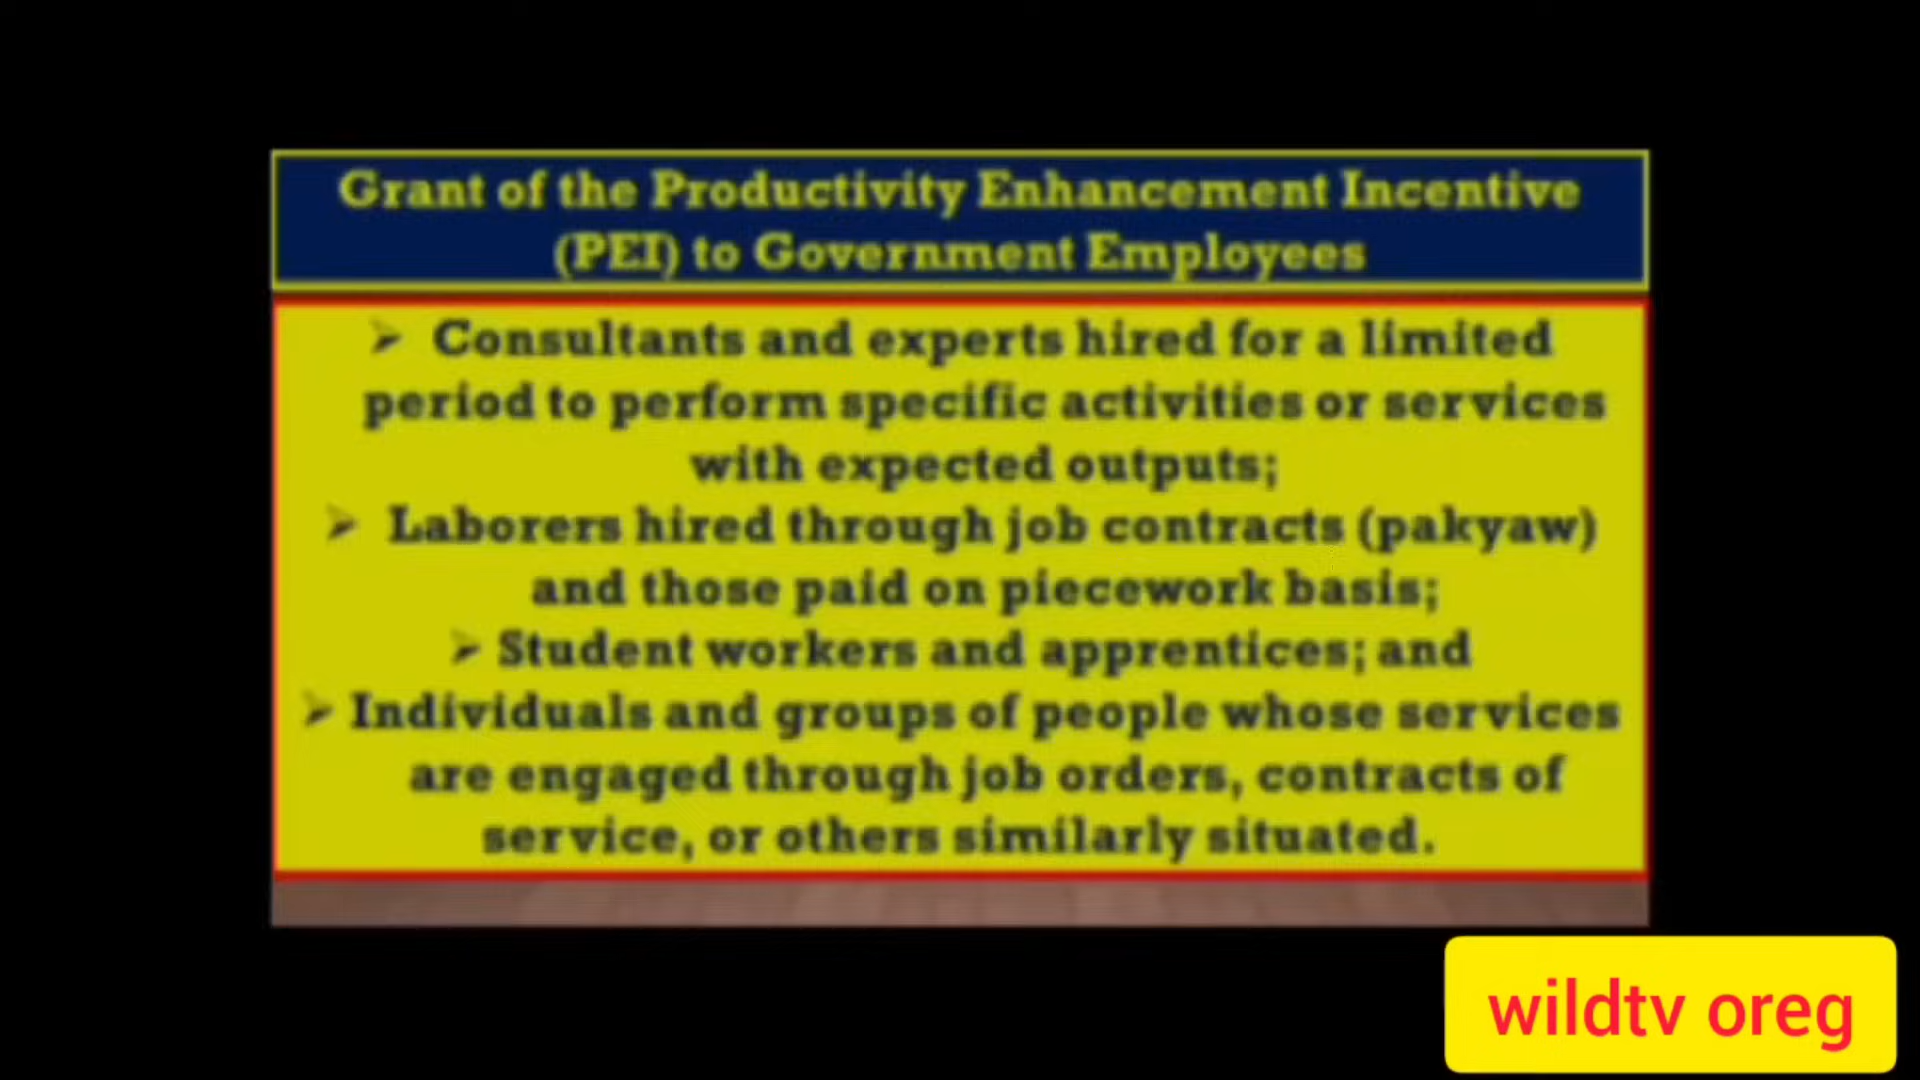 Grant of the Productivity Enhancement Incentive
(PEI) to Government Employees
➢ Consultants and experts hired for a limited
period to perform specific activities or services
with expected outputs;
➢ Laborers hired through job contracts (pakyaw)
and those paid on piecework basis;
➢ Student workers and apprentices; and
➢ Individuals and groups of people whose services
are engaged through job orders, contracts of
service, or others similarly situated.
wildtv oreg